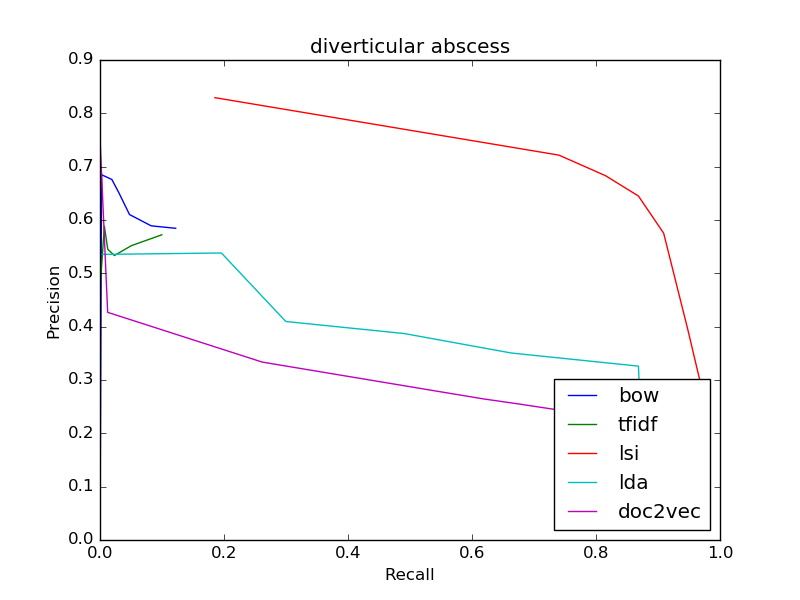 diverticular abscess
0.9
0.8
0.7
0.6
0.5
0.4
0.3
0.2
0.1
0.0
Precision
bow
tfidf
lsi
lda
doc2vec
0.0 0.2 0.4 0.6 0.8 1.0
Recall